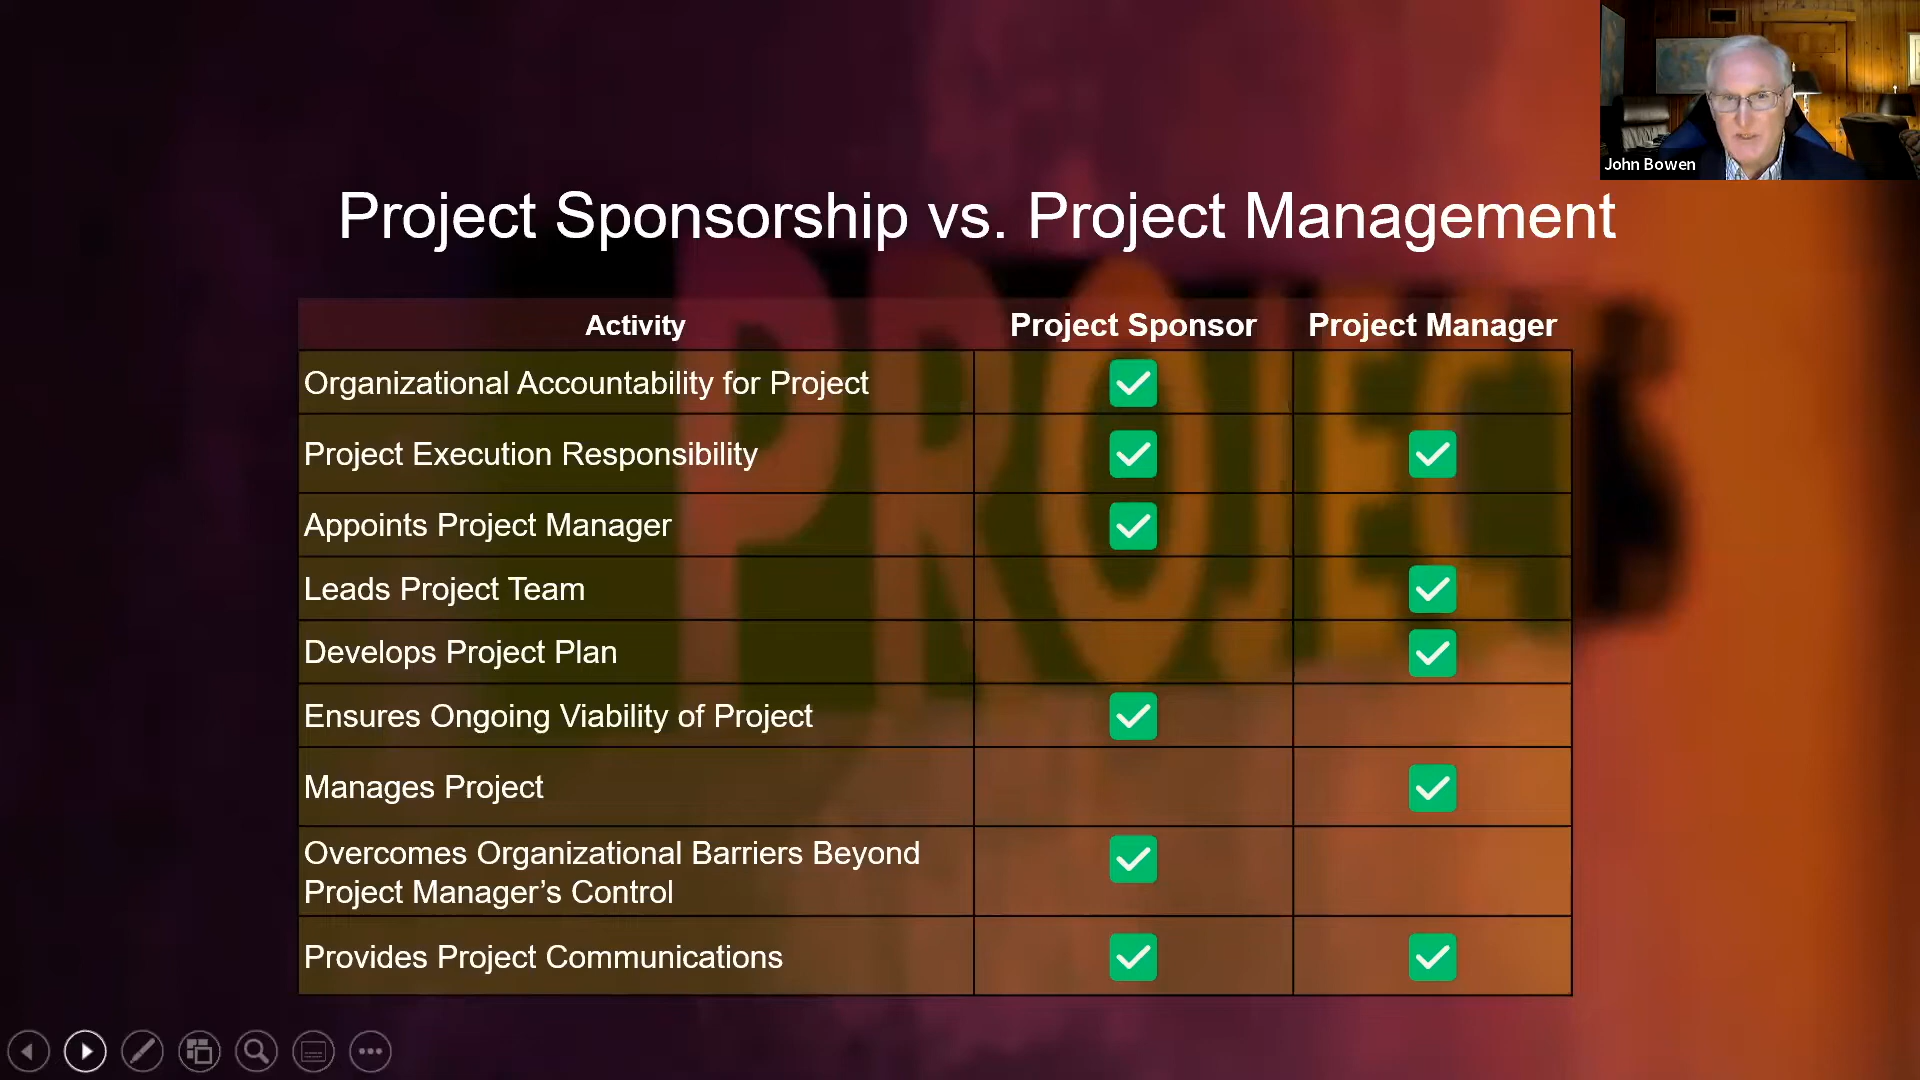 John Bowen
Project Sponsorship vs. Project Management
Activity
Project Sponsor
Project Manager
Organizational Accountability for Project
Project Execution Responsibility
Appoints Project Manager
Leads Project Team
Develops Project Plan
Ensures Ongoing Viability of Project
Manages Project
Overcomes Organizational Barriers Beyond
Project Manager’s Control
Provides Project Communications
PROJECT